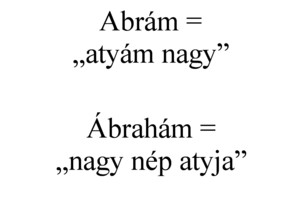 Abrám =
„atyám nagy”
Ábrahám =
„nagy nép atyja”